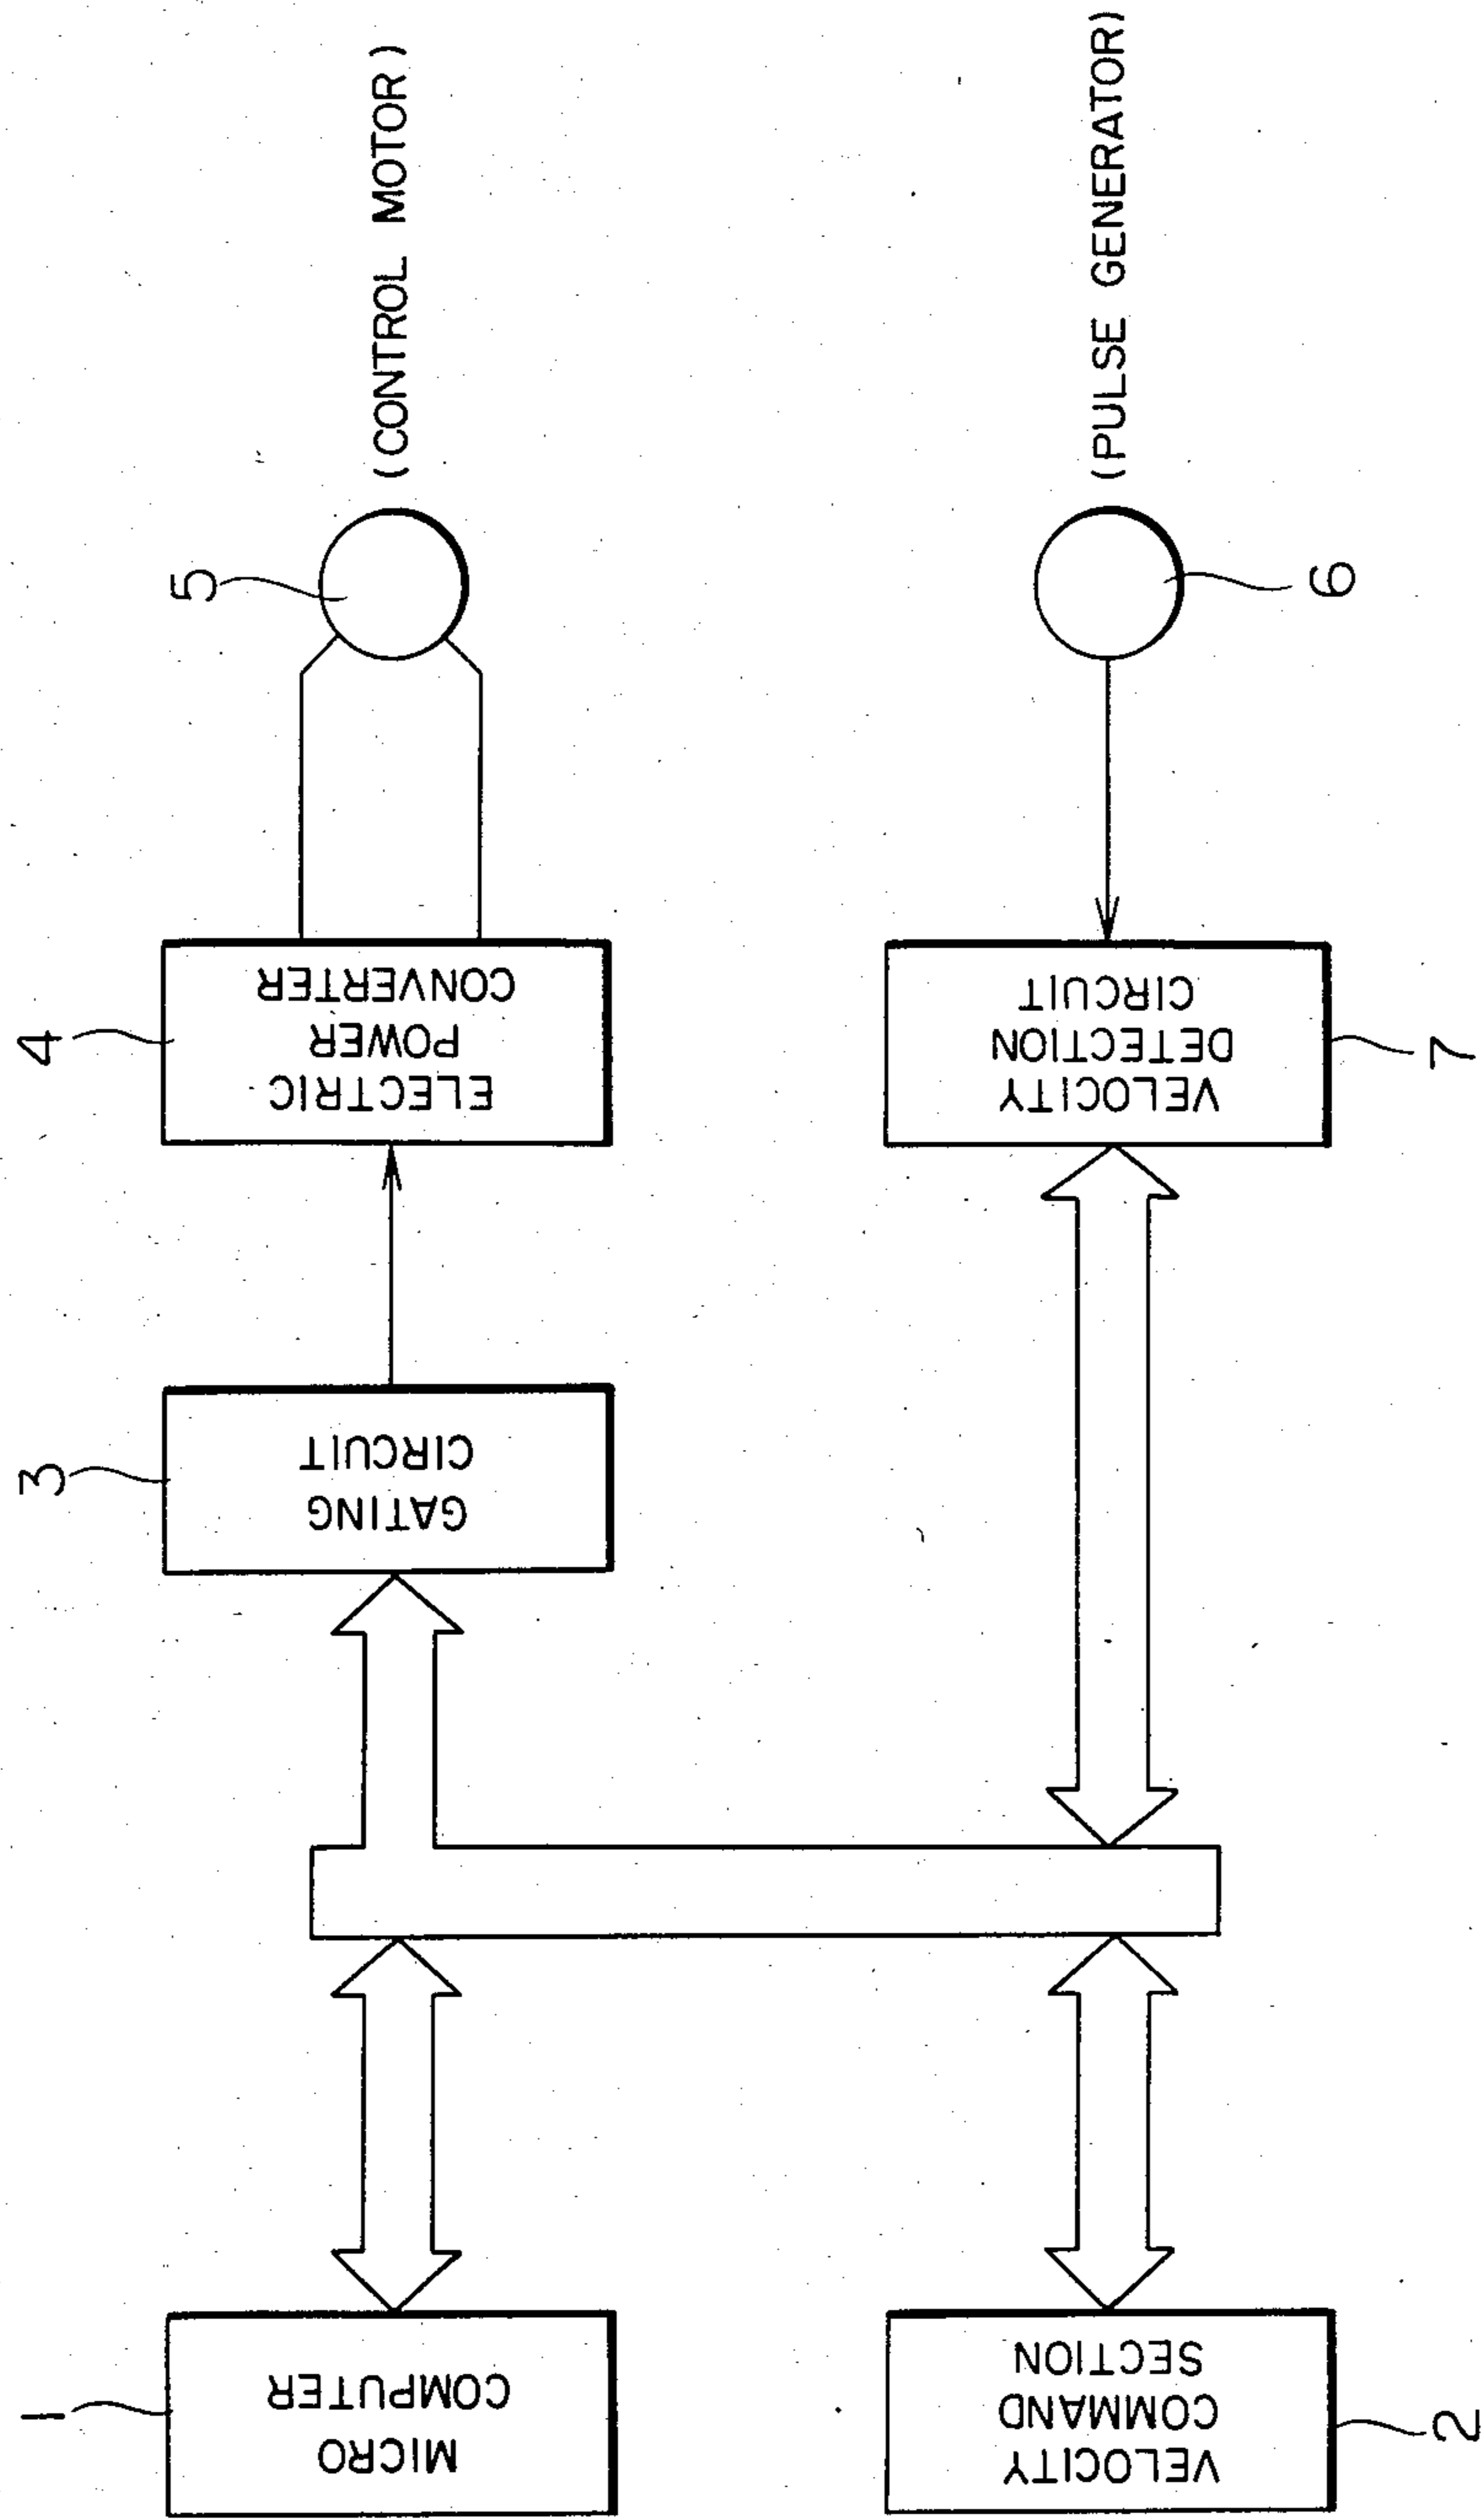 1
MICRO
COMPUTER
3
GATING
CIRCUIT
4
ELECTRIC
POWER
CONVERTER
5
(CONTROL MOTOR)
2
VELOCITY
COMMAND
SECTION
7
VELOCITY
DETECTION
CIRCUIT
6
(PULSE GENERATOR)